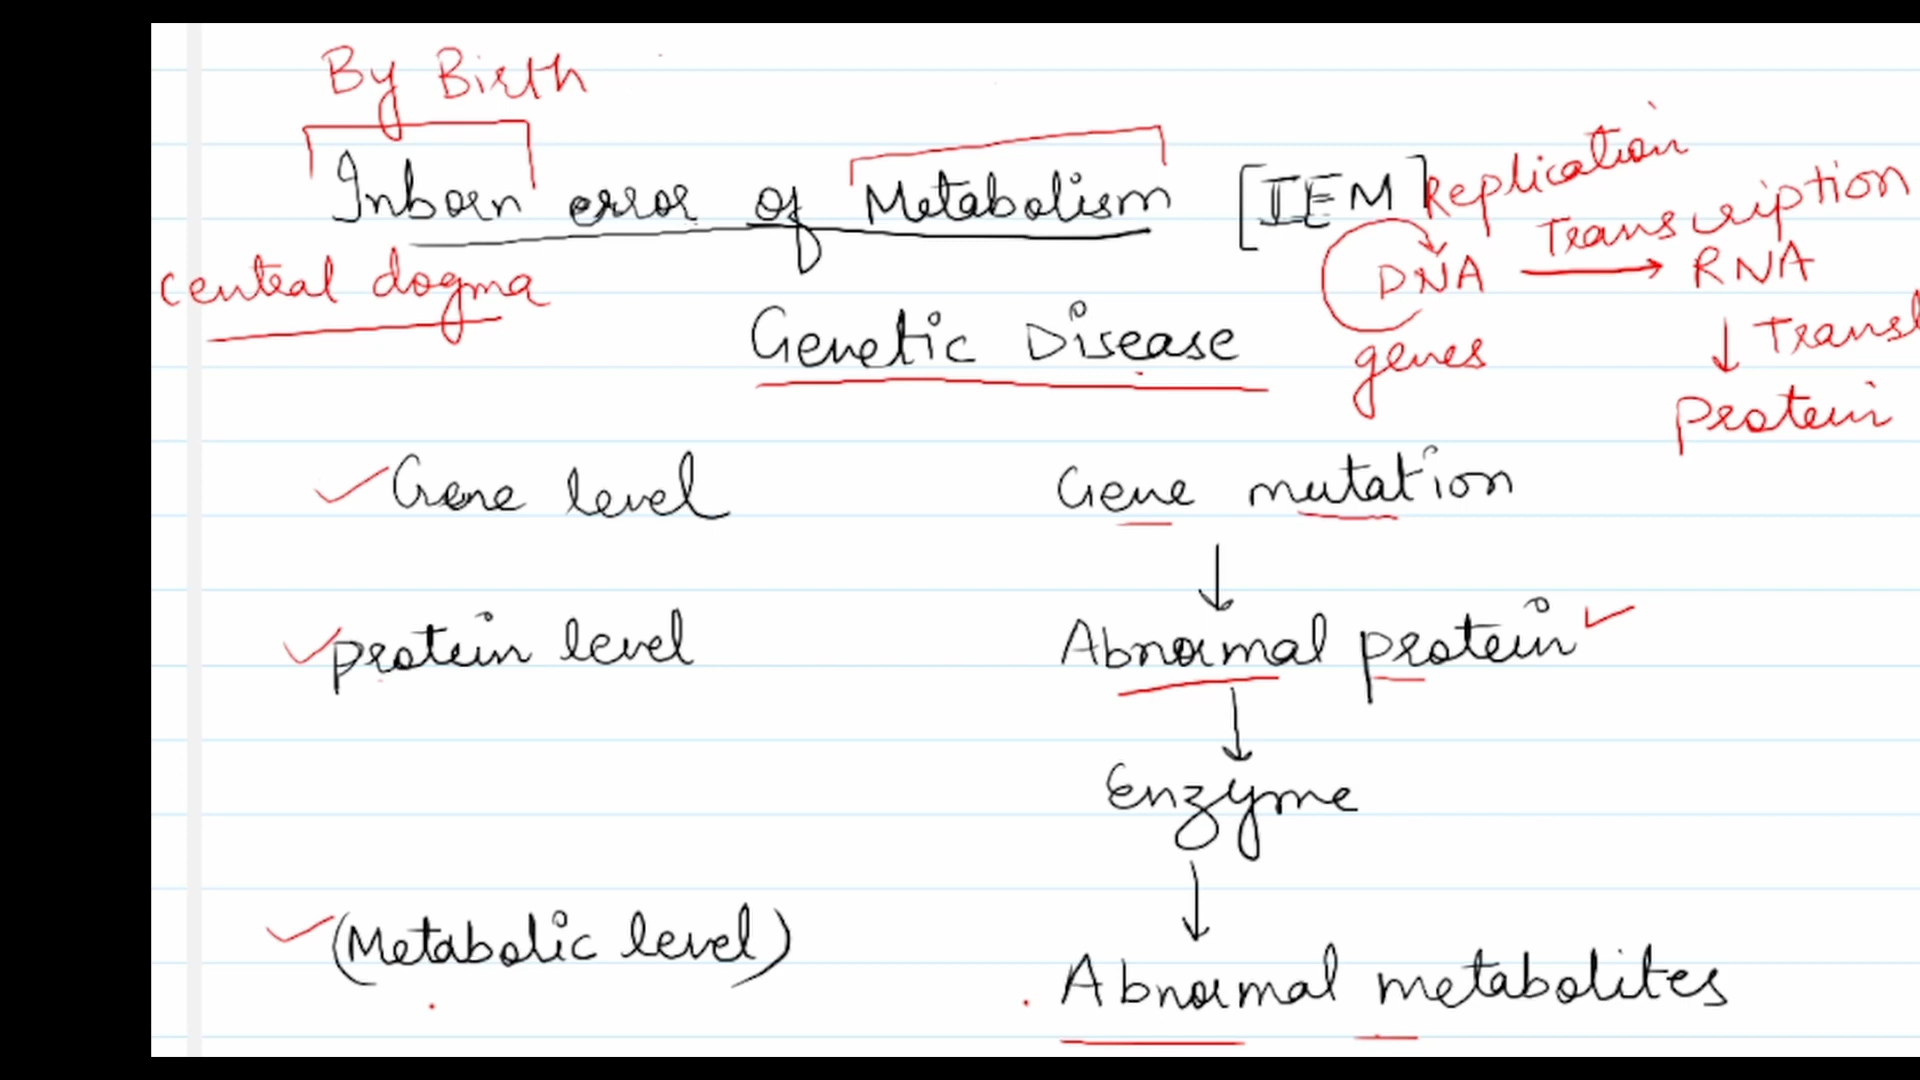 By Birth
Inborn error of Metabolism [IEM]
Replication
Transcription
DNA → RNA
central dogma
Genetic Disease
genes
↓ Transl
Protein
✓ Gene level
Gene mutation
↓
✓ protein level
Abnormal protein ✓
↓
Enzyme
↓
✓ (Metabolic level)
Abnormal metabolites